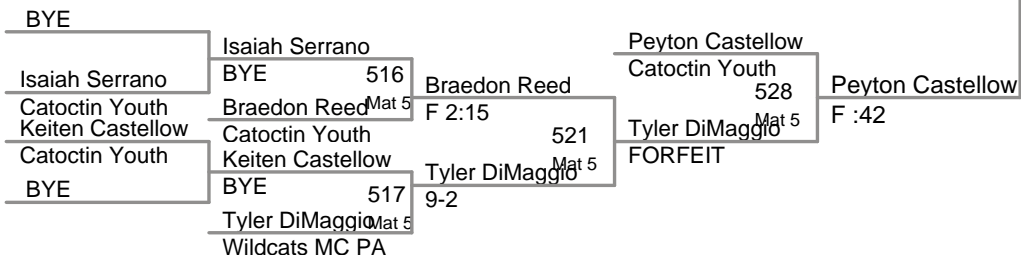 BYE
Isaiah Serrano
Catoctin Youth
Keiten Castellow
Catoctin Youth
BYE
Isaiah Serrano
BYE
516
Mat 5
Braedon Reed
Catoctin Youth
Keiten Castellow
BYE
517
Mat 5
Tyler DiMaggio
Wildcats MC PA
Braedon Reed
F 2:15
521
Mat 5
Tyler DiMaggio
9-2
Peyton Castellow
Catoctin Youth
528
Mat 5
Tyler DiMaggio
FORFEIT
Peyton Castellow
F :42